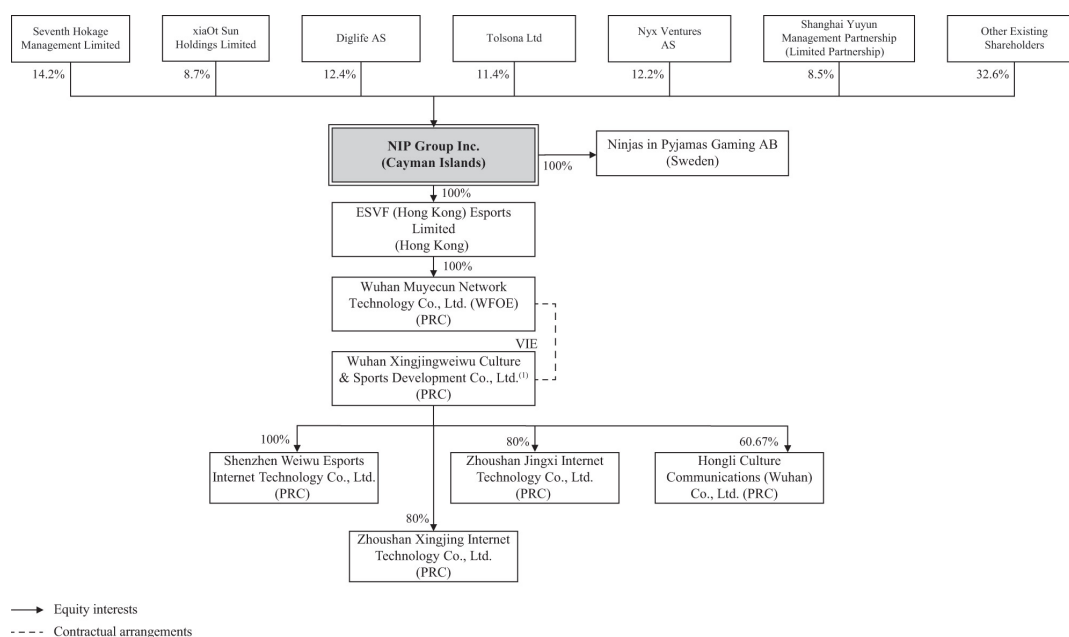 Seventh Hokage
Management Limited
xiaOt Sun
Holdings Limited
Diglife AS
Tolsona Ltd
Nyx Ventures
AS
Shanghai Yuyun
Management Partnership
(Limited Partnership)
Other Existing
Shareholders
14.2%
8.7%
12.4%
11.4%
12.2%
8.5%
32.6%
NIP Group Inc.
(Cayman Islands)
100%
Ninjas in Pyjamas Gaming AB
(Sweden)
100%
ESVF (Hong Kong) Esports
Limited
(Hong Kong)
100%
Wuhan Muyecun Network
Technology Co., Ltd. (WFOE)
(PRC)
VIE
Wuhan Xingjingweiwu Culture
& Sports Development Co., Ltd.(1)
(PRC)
100%
80%
60.67%
Shenzhen Weiwu Esports
Internet Technology Co., Ltd.
(PRC)
Zhoushan Jingxi Internet
Technology Co., Ltd.
(PRC)
Hongli Culture
Communications (Wuhan)
Co., Ltd. (PRC)
80%
Zhoushan Xingjing Internet
Technology Co., Ltd.
(PRC)
Equity interests
Contractual arrangements